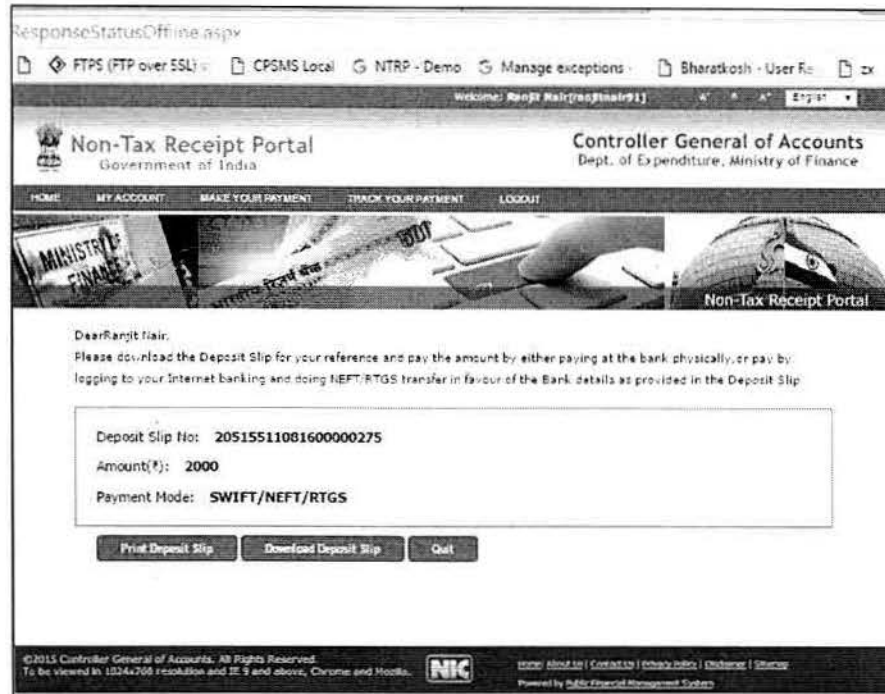 ResponseStatusOffline.aspx
FTPS (FTP over SSL) CPSMS Local NTRP - Demo Manage exceptions - Bharatkosh - User Re zx
Welcome: Ranjit Nair[ranjitnair91] A- A A+ English
Non-Tax Receipt Portal
Government of India
Controller General of Accounts
Dept. of Expenditure, Ministry of Finance
HOME MY ACCOUNT MAKE YOUR PAYMENT TRACK YOUR PAYMENT LOGOUT
MINISTRY OF
FINANCE
भारतीय रिज़र्व बैंक
Non-Tax Receipt Portal
DearRanjit Nair,
Please download the Deposit Slip for your reference and pay the amount by either paying at the bank physically,or pay by
logging to your Internet banking and doing NEFT/RTGS transfer in favour of the Bank details as provided in the Deposit Slip
Deposit Slip No: 20515511081600000275
Amount(₹): 2000
Payment Mode: SWIFT/NEFT/RTGS
Print Deposit Slip Download Deposit Slip Quit
©2015 Controller General of Accounts. All Rights Reserved.
To be viewed in 1024x768 resolution and IE 9 and above, Chrome and Mozilla.
NIC
Home| About Us | Contact Us | Privacy Policy | Disclaimer | Sitemap
Powered by Public Financial Management System